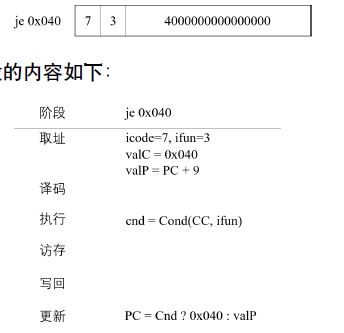 je 0x040 7 3 4000000000000000
的内容如下：
阶段 je 0x040
取址 icode=7, ifun=3
valC = 0x040
valP = PC + 9
译码
执行 cnd = Cond(CC, ifun)
访存
写回
更新 PC = Cnd ? 0x040 : valP